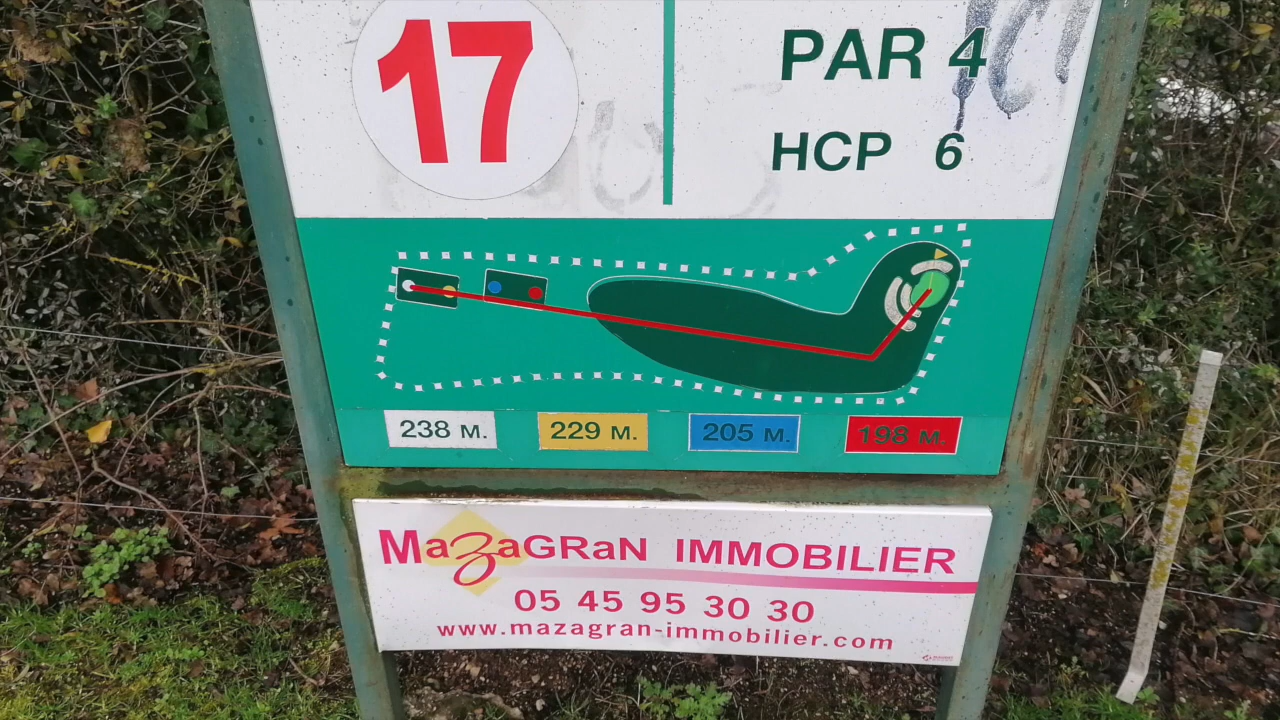 17
PAR 4
HCP 6
238 M.
229 M.
205 M.
198 M.
MaZaGRaN IMMOBILIER
05 45 95 30 30
www.mazagran-immobilier.com